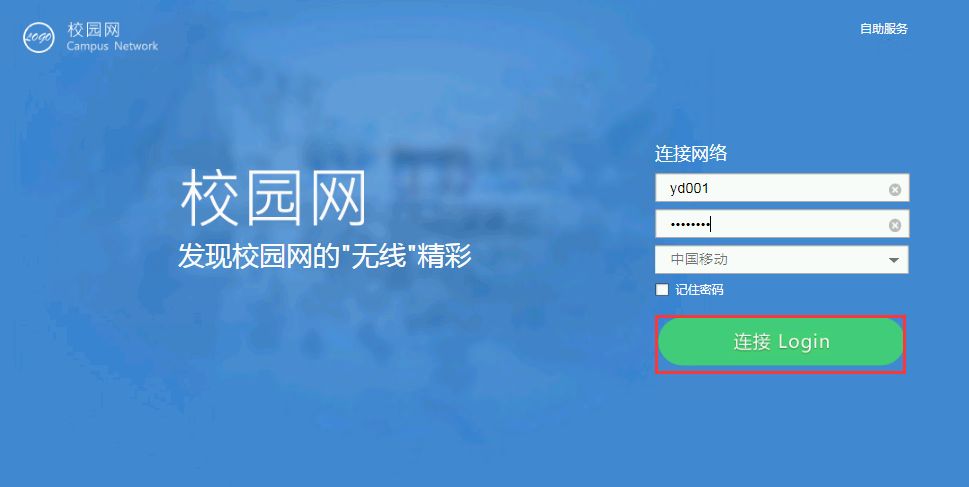 LOGO
校园网
Campus Network
自助服务
校园网
发现校园网的"无线"精彩
连接网络
yd001
••••••••
中国移动
记住密码
连接 Login